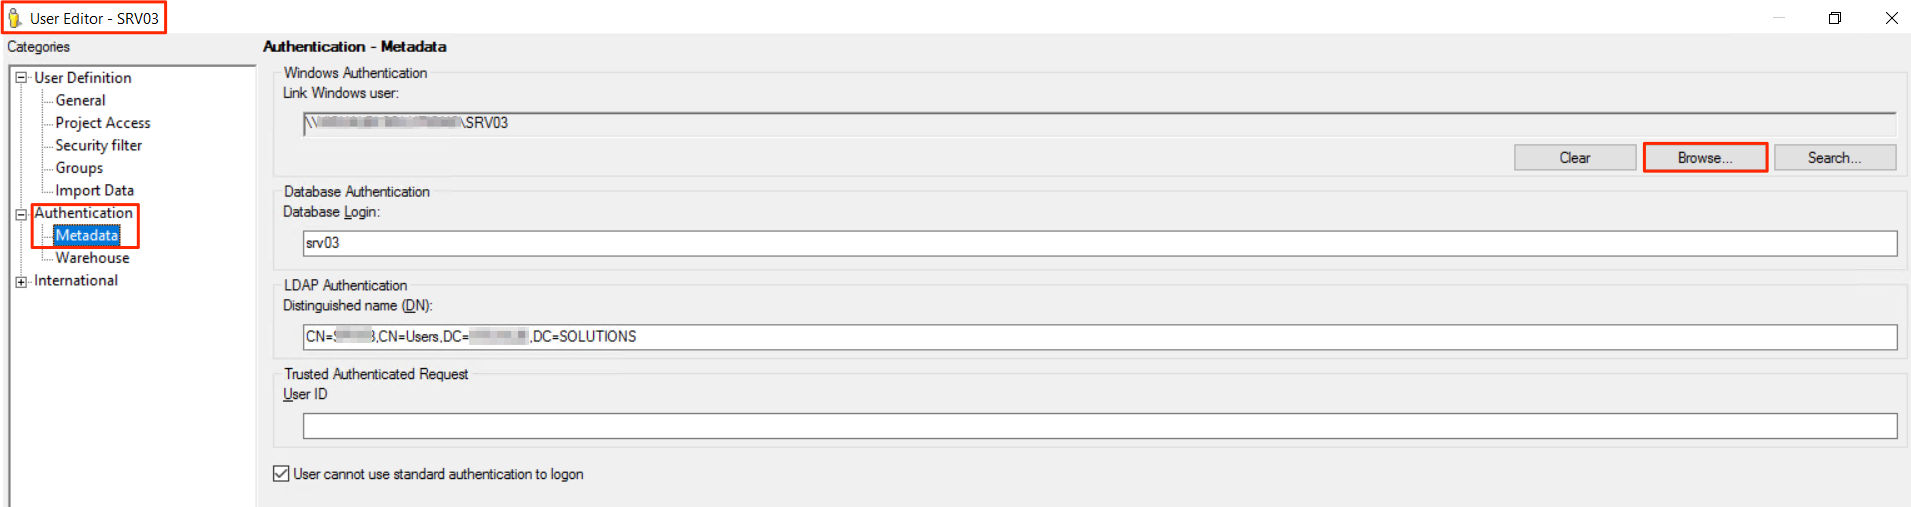 User Editor - SRV03
Categories
User Definition
General
Project Access
Security filter
Groups
Import Data
Authentication
Metadata
Warehouse
International
Authentication - Metadata
Windows Authentication
Link Windows user:
\\ \SRV03
Clear Browse... Search...
Database Authentication
Database Login:
srv03
LDAP Authentication
Distinguished name (DN):
CN= ,CN=Users,DC= ,DC=SOLUTIONS
Trusted Authenticated Request
User ID
User cannot use standard authentication to logon